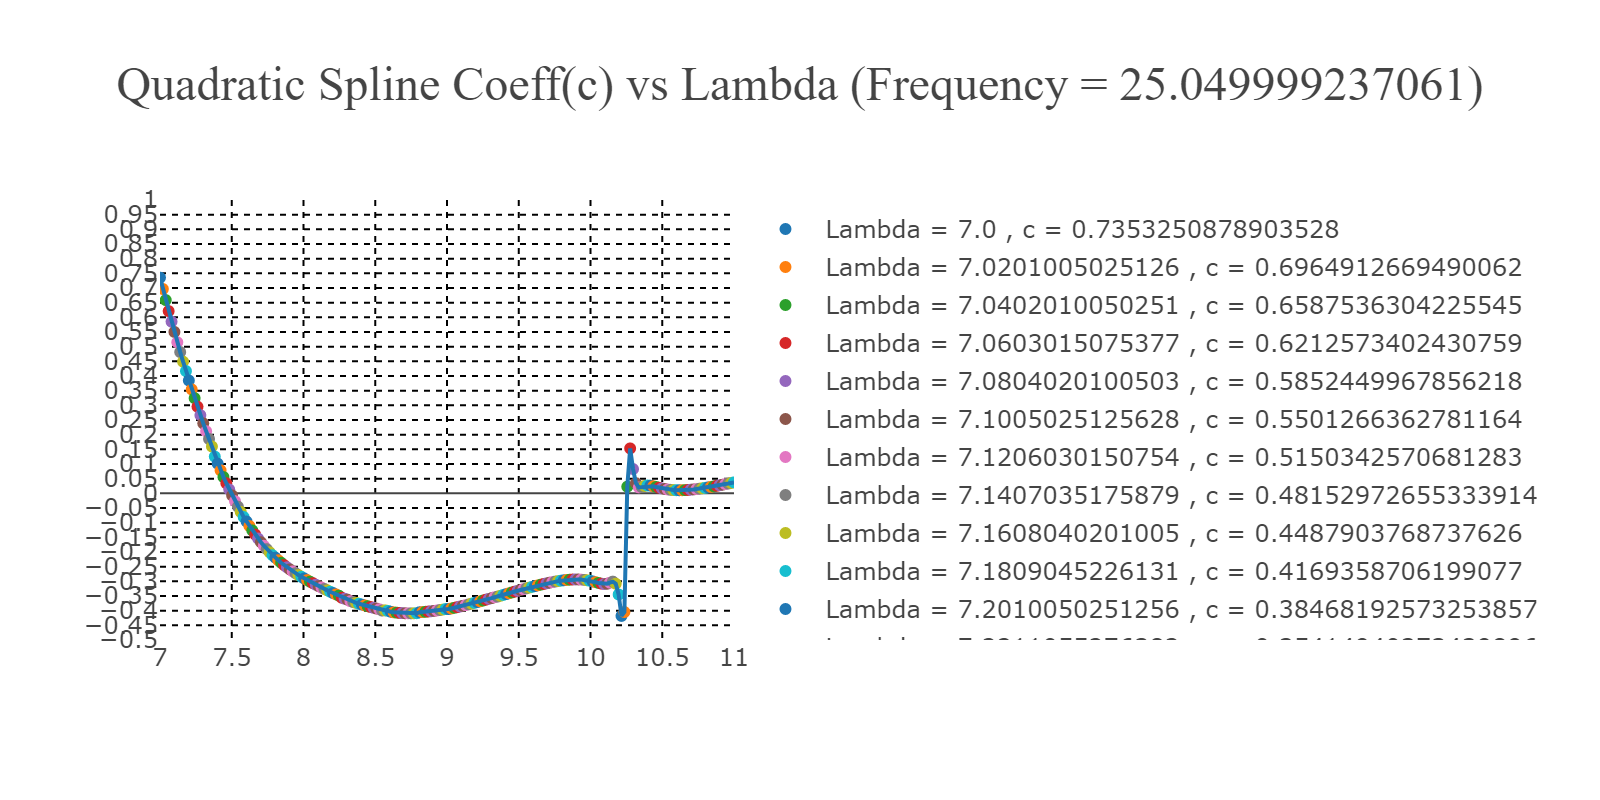 Quadratic Spline Coeff(c) vs Lambda (Frequency = 25.049999237061)
1
0.95
0.9
0.85
0.8
0.75
0.7
0.65
0.6
0.55
0.5
0.45
0.4
0.35
0.3
0.25
0.2
0.15
0.1
0.05
0
−0.05
−0.1
−0.15
−0.2
−0.25
−0.3
−0.35
−0.4
−0.45
−0.5
7 7.5 8 8.5 9 9.5 10 10.5 11
Lambda = 7.0 , c = 0.7353250878903528
Lambda = 7.0201005025126 , c = 0.6964912669490062
Lambda = 7.0402010050251 , c = 0.6587536304225545
Lambda = 7.0603015075377 , c = 0.6212573402430759
Lambda = 7.0804020100503 , c = 0.5852449967856218
Lambda = 7.1005025125628 , c = 0.5501266362781164
Lambda = 7.1206030150754 , c = 0.5150342570681283
Lambda = 7.1407035175879 , c = 0.48152972655333914
Lambda = 7.1608040201005 , c = 0.4487903768737626
Lambda = 7.1809045226131 , c = 0.4169358706199077
Lambda = 7.2010050251256 , c = 0.38468192573253857